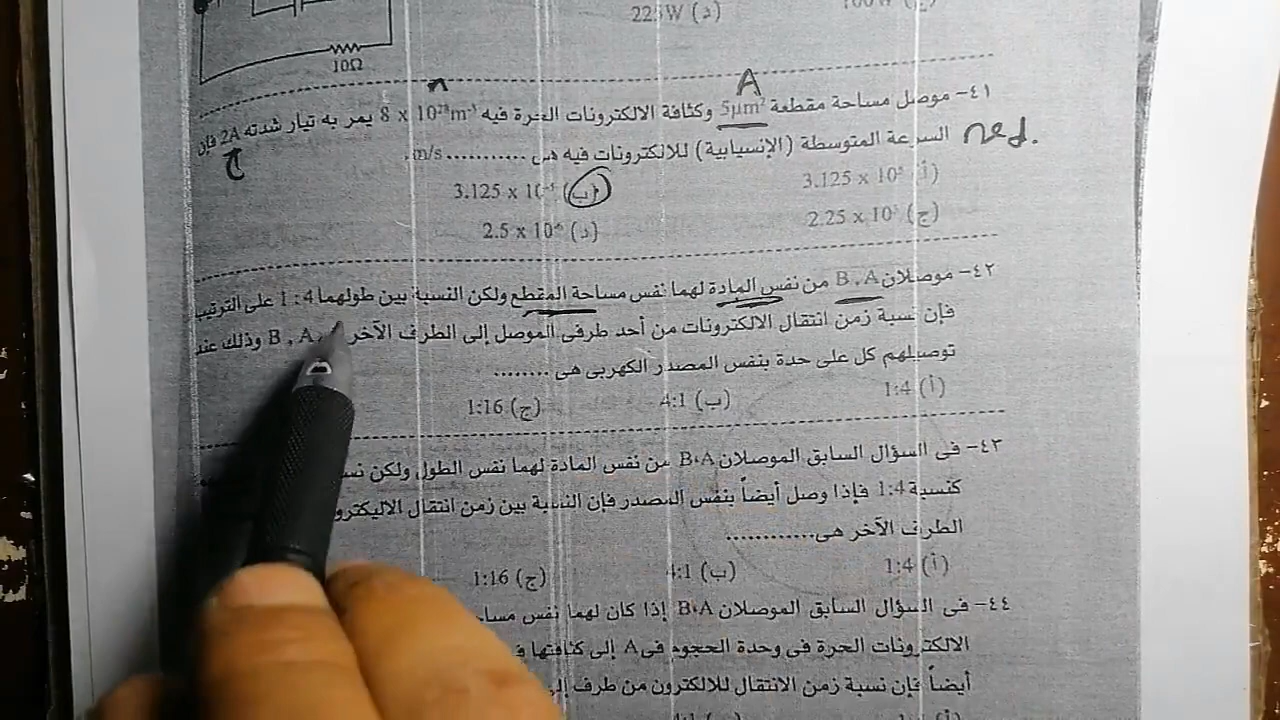 (د) 225W
10Ω
A
٤١- موصل مساحة مقطعة 5μm² وكثافة الالكترونات الحرة فيه 8 x 10²⁸m⁻³ يمر به تيار شدته 2A فإن
السرعة المتوسطة (الإنسيابية) للالكترونات فيه هى ...........m/s.
(أ) 3.125 x 10⁵
(ب) 3.125 x 10⁻⁵
(ج) 2.25 x 10⁵
(د) 2.5 x 10⁻⁶
٤٢- موصلان B , A من نفس المادة لهما نفس مساحة المقطع ولكن النسبة بين طولهما 1 : 4 على الترتيب
فإن نسبة زمن انتقال الالكترونات من أحد طرفى الموصل إلى الطرف الآخر B , A وذلك عند
توصيلهم كل على حدة بنفس المصدر الكهربى هى ........
(أ) 1:4
(ب) 4:1
(ج) 1:16
٤٣- فى السؤال السابق الموصلان B،A من نفس المادة لهما نفس الطول ولكن
كنسبة 1:4 فإذا وصل أيضاً بنفس المصدر فإن النسبة بين زمن انتقال
الطرف الآخر هى............
(أ) 1:4
(ب) 4:1
(ج) 1:16
٤٤- فى السؤال السابق الموصلان B،A إذا كان لهما نفس
الالكترونات الحرة فى وحدة الحجوم فى A إلى كثافتها
أيضاً فإن نسبة زمن الانتقال للالكترون من طرف